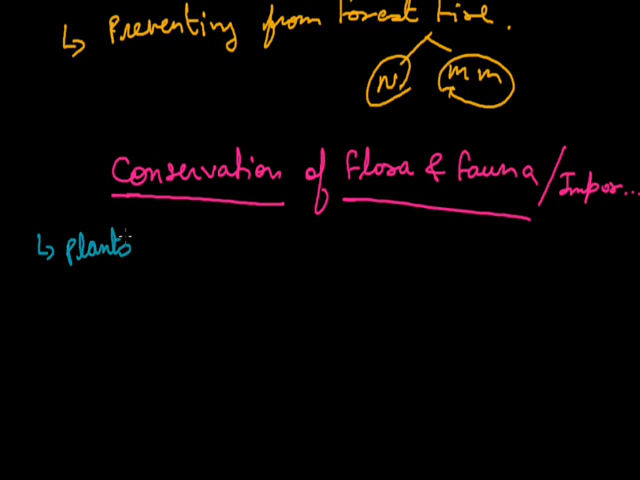 ↳ Preventing from Forest Fire.
N. MM
Conservation of Flora & Fauna/Impor...
↳ Plants